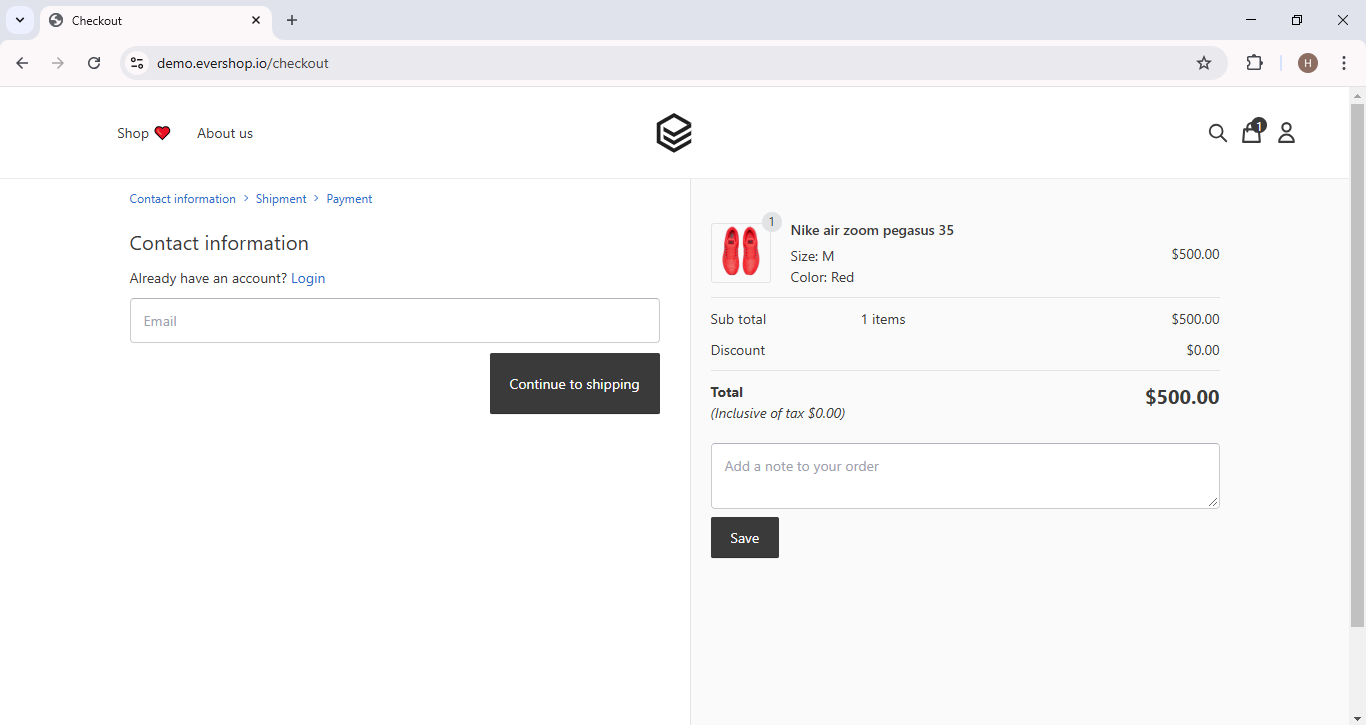 Checkout
demo.evershop.io/checkout
H
Shop About us
1
Contact information Shipment Payment
Contact information
Already have an account? Login
Email
Continue to shipping
1
Nike air zoom pegasus 35
Size: M
Color: Red
$500.00
Sub total 1 items $500.00
Discount $0.00
Total $500.00
(Inclusive of tax $0.00)
Add a note to your order
Save